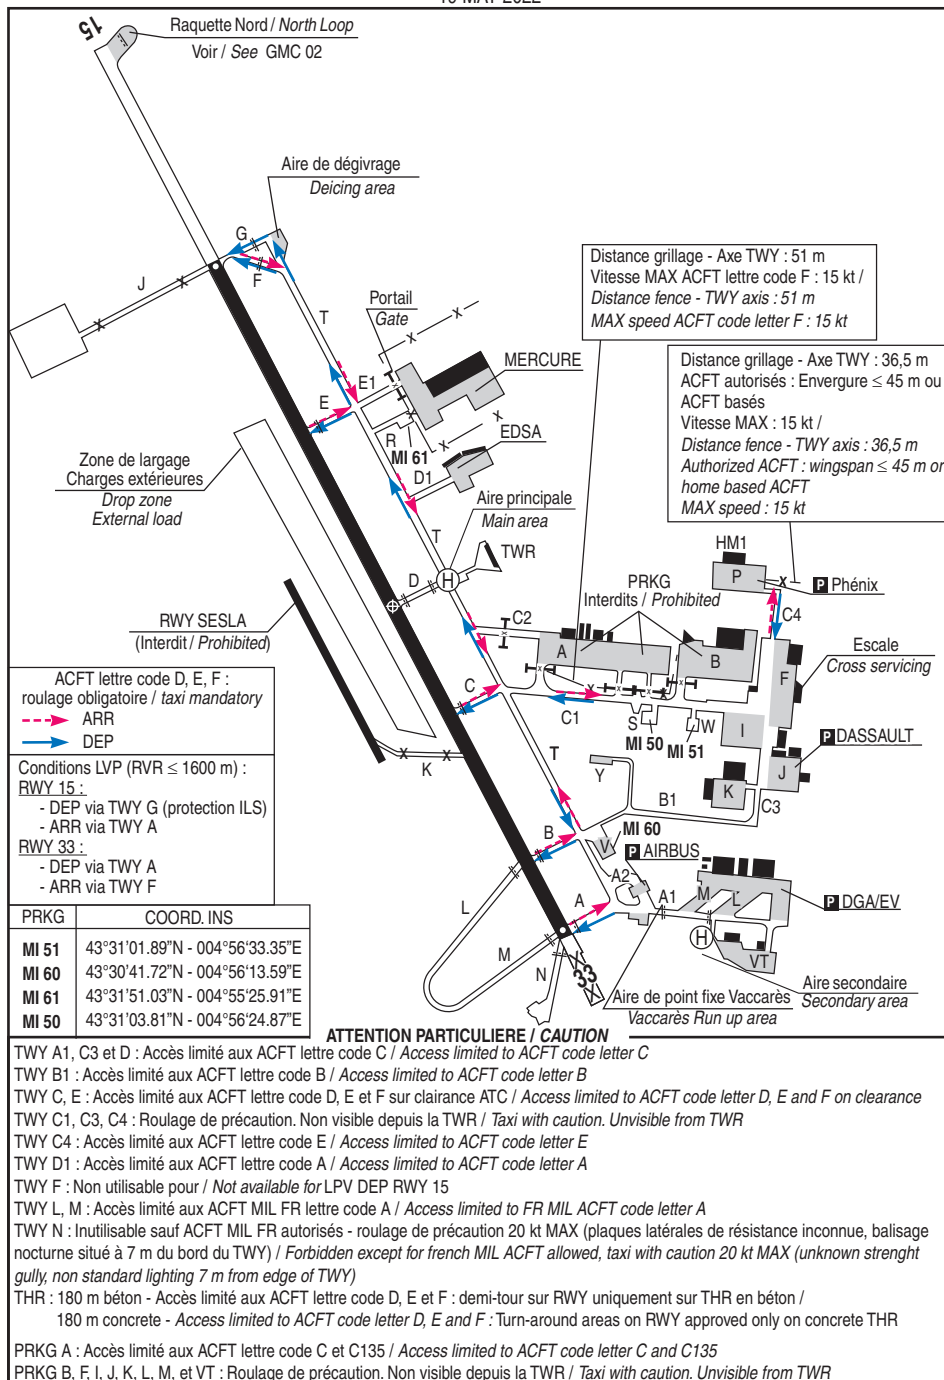 15
Raquette Nord / North Loop
Voir / See GMC 02
Aire de dégivrage
Deicing area
G
F
J
T
Portail
Gate
Distance grillage - Axe TWY : 51 m
Vitesse MAX ACFT lettre code F : 15 kt /
Distance fence - TWY axis : 51 m
MAX speed ACFT code letter F : 15 kt
MERCURE
E1
E
R
MI 61
EDSA
D1
Distance grillage - Axe TWY : 36,5 m
ACFT autorisés : Envergure ≤ 45 m ou
ACFT basés
Vitesse MAX : 15 kt /
Distance fence - TWY axis : 36,5 m
Authorized ACFT : wingspan ≤ 45 m or
home based ACFT
MAX speed : 15 kt
Zone de largage
Charges extérieures
Drop zone
External load
Aire principale
Main area
T
TWR
HM1
P
P Phénix
D
H
PRKG
Interdits / Prohibited
C4
RWY SESLA
(Interdit / Prohibited)
C2
A
B
Escale
Cross servicing
F
ACFT lettre code D, E, F :
roulage obligatoire / taxi mandatory
ARR
DEP
C
C1
S
MI 50
W
MI 51
I
P DASSAULT
J
K
T
Y
K
B1
C3
Conditions LVP (RVR ≤ 1600 m) :
RWY 15 :
- DEP via TWY G (protection ILS)
- ARR via TWY A
RWY 33 :
- DEP via TWY A
- ARR via TWY F
B
V
MI 60
P AIRBUS
A2
A1
M
L
P DGA/EV
L
A
M
N
33
H
VT
Aire secondaire
Secondary area
Aire de point fixe Vaccarès
Vaccarès Run up area
PRKG COORD. INS
MI 51 43°31'01.89"N - 004°56'33.35"E
MI 60 43°30'41.72"N - 004°56'13.59"E
MI 61 43°31'51.03"N - 004°55'25.91"E
MI 50 43°31'03.81"N - 004°56'24.87"E
ATTENTION PARTICULIERE / CAUTION
TWY A1, C3 et D : Accès limité aux ACFT lettre code C / Access limited to ACFT code letter C
TWY B1 : Accès limité aux ACFT lettre code B / Access limited to ACFT code letter B
TWY C, E : Accès limité aux ACFT lettre code D, E et F sur clairance ATC / Access limited to ACFT code letter D, E and F on clearance
TWY C1, C3, C4 : Roulage de précaution. Non visible depuis la TWR / Taxi with caution. Unvisible from TWR
TWY C4 : Accès limité aux ACFT lettre code E / Access limited to ACFT code letter E
TWY D1 : Accès limité aux ACFT lettre code A / Access limited to ACFT code letter A
TWY F : Non utilisable pour / Not available for LPV DEP RWY 15
TWY L, M : Accès limité aux ACFT MIL FR lettre code A / Access limited to FR MIL ACFT code letter A
TWY N : Inutilisable sauf ACFT MIL FR autorisés - roulage de précaution 20 kt MAX (plaques latérales de résistance inconnue, balisage
nocturne situé à 7 m du bord du TWY) / Forbidden except for french MIL ACFT allowed, taxi with caution 20 kt MAX (unknown strenght
gully, non standard lighting 7 m from edge of TWY)
THR : 180 m béton - Accès limité aux ACFT lettre code D, E et F : demi-tour sur RWY uniquement sur THR en béton /
180 m concrete - Access limited to ACFT code letter D, E and F : Turn-around areas on RWY approved only on concrete THR
PRKG A : Accès limité aux ACFT lettre code C et C135 / Access limited to ACFT code letter C and C135
PRKG B, F, I, J, K, L, M, et VT : Roulage de précaution. Non visible depuis la TWR / Taxi with caution. Unvisible from TWR